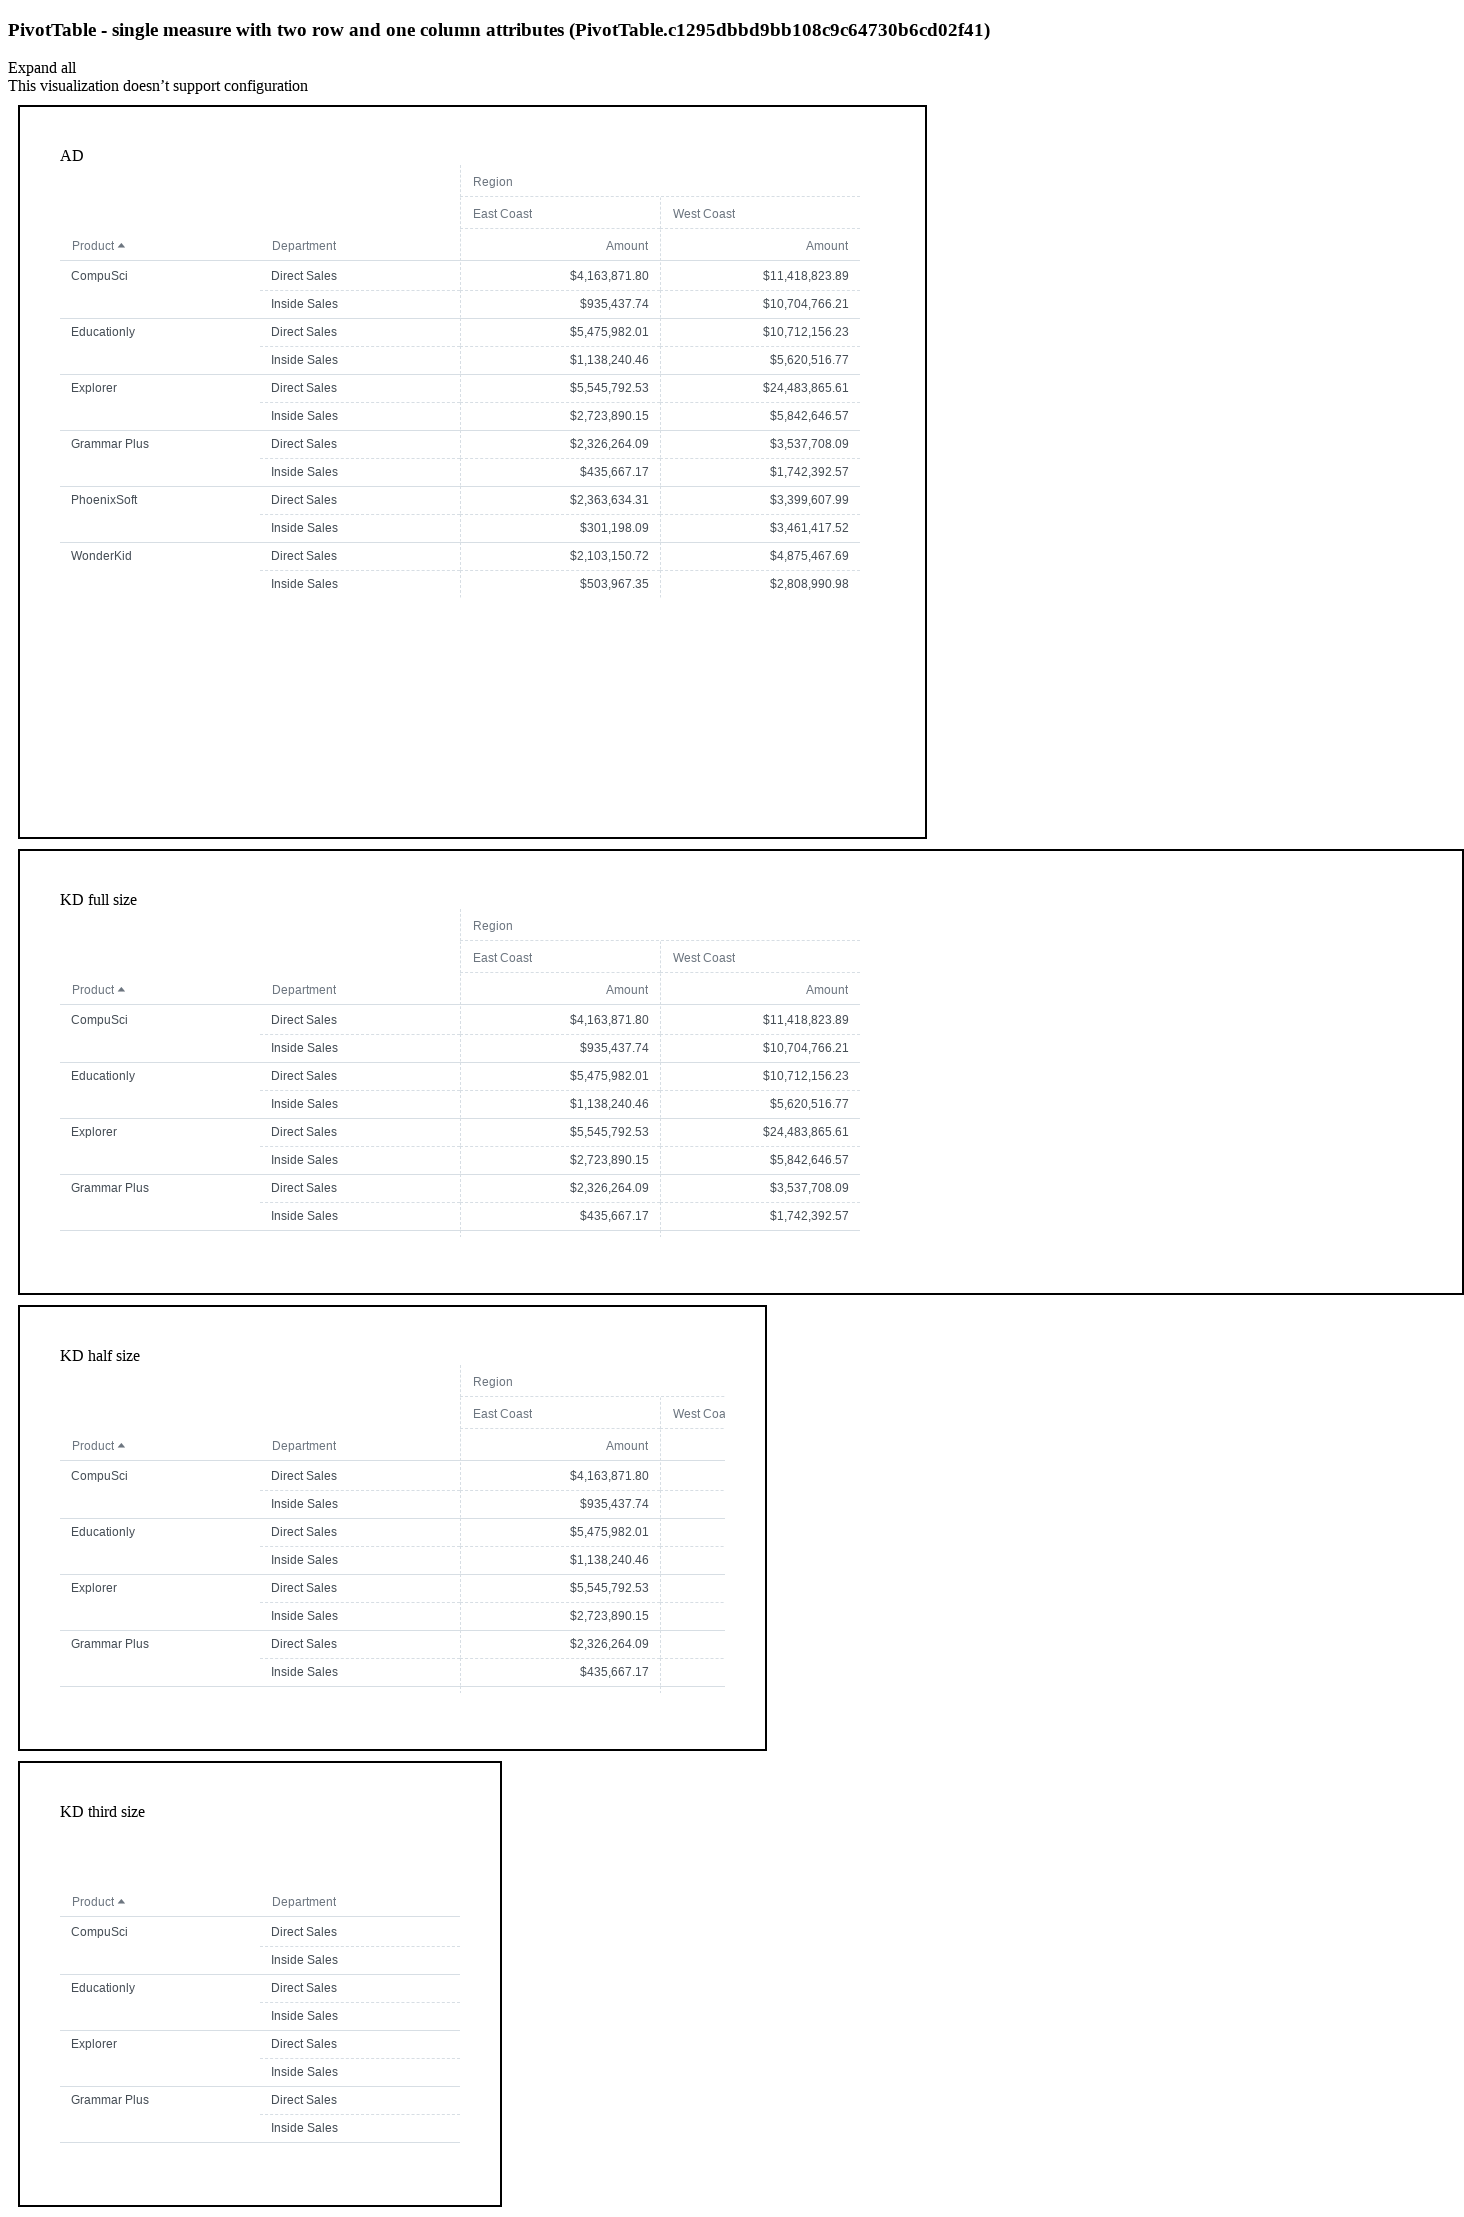 PivotTable - single measure with two row and one column attributes (PivotTable.c1295dbbd9bb108c9c64730b6cd02f41)
Expand all
This visualization doesn’t support configuration
AD
Region
East Coast West Coast
Product Department Amount Amount
CompuSci Direct Sales $4,163,871.80 $11,418,823.89
Inside Sales $935,437.74 $10,704,766.21
Educationly Direct Sales $5,475,982.01 $10,712,156.23
Inside Sales $1,138,240.46 $5,620,516.77
Explorer Direct Sales $5,545,792.53 $24,483,865.61
Inside Sales $2,723,890.15 $5,842,646.57
Grammar Plus Direct Sales $2,326,264.09 $3,537,708.09
Inside Sales $435,667.17 $1,742,392.57
PhoenixSoft Direct Sales $2,363,634.31 $3,399,607.99
Inside Sales $301,198.09 $3,461,417.52
WonderKid Direct Sales $2,103,150.72 $4,875,467.69
Inside Sales $503,967.35 $2,808,990.98
KD full size
Region
East Coast West Coast
Product Department Amount Amount
CompuSci Direct Sales $4,163,871.80 $11,418,823.89
Inside Sales $935,437.74 $10,704,766.21
Educationly Direct Sales $5,475,982.01 $10,712,156.23
Inside Sales $1,138,240.46 $5,620,516.77
Explorer Direct Sales $5,545,792.53 $24,483,865.61
Inside Sales $2,723,890.15 $5,842,646.57
Grammar Plus Direct Sales $2,326,264.09 $3,537,708.09
Inside Sales $435,667.17 $1,742,392.57
KD half size
Region
East Coast West Coa
Product Department Amount
CompuSci Direct Sales $4,163,871.80
Inside Sales $935,437.74
Educationly Direct Sales $5,475,982.01
Inside Sales $1,138,240.46
Explorer Direct Sales $5,545,792.53
Inside Sales $2,723,890.15
Grammar Plus Direct Sales $2,326,264.09
Inside Sales $435,667.17
KD third size
Product Department
CompuSci Direct Sales
Inside Sales
Educationly Direct Sales
Inside Sales
Explorer Direct Sales
Inside Sales
Grammar Plus Direct Sales
Inside Sales